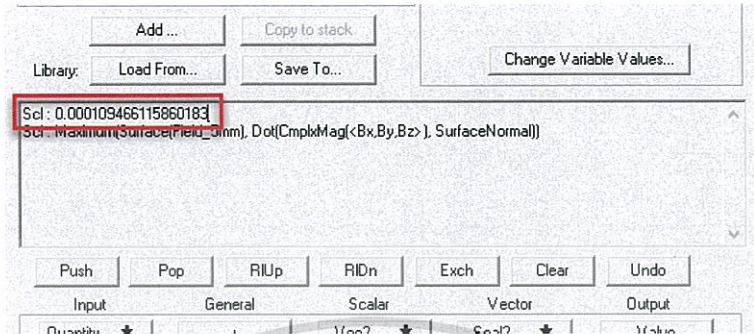 Add ...
Copy to stack
Library:
Load From...
Save To...
Change Variable Values...
Scl : 0.000109466115860183
Scl : Maximum(Surface(Field_5mm), Dot(CmplxMag(<Bx,By,Bz>), SurfaceNormal))
Push
Pop
RlUp
RlDn
Exch
Clear
Undo
Input
General
Scalar
Vector
Output
Quantity
+
Vec?
Scal?
Value